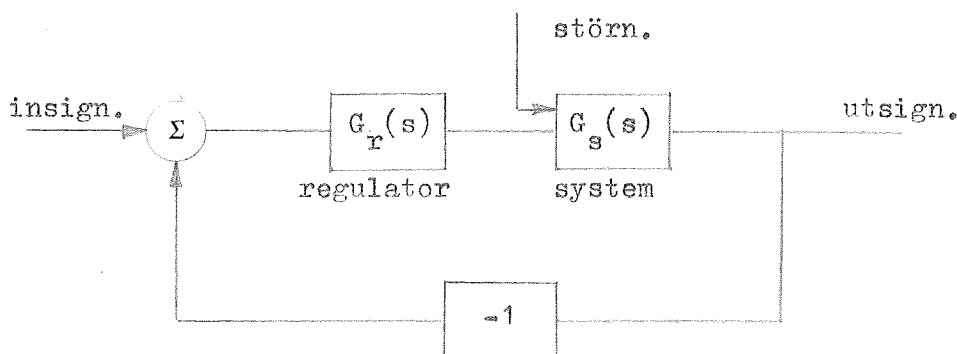 störn.
insign.
Σ
G_r(s)
G_s(s)
utsign.
regulator
system
-1